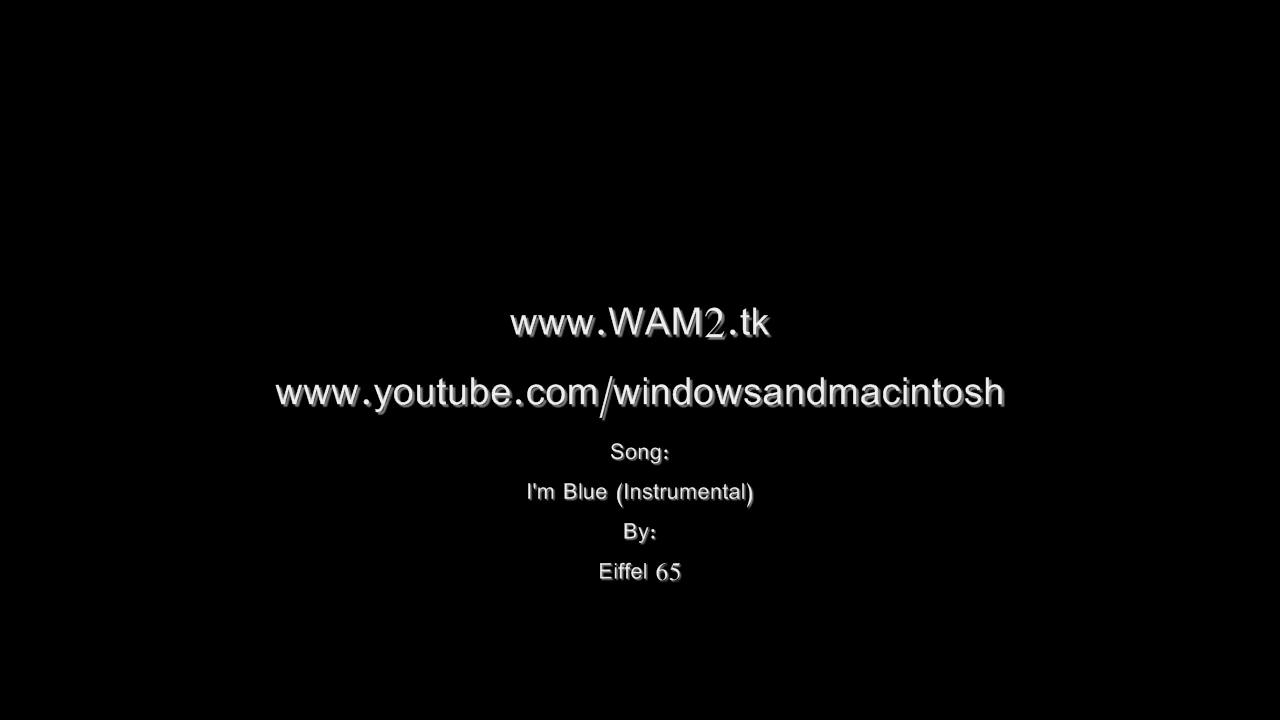 www.WAM2.tk
www.youtube.com/windowsandmacintosh
Song:
I'm Blue (Instrumental)
By:
Eiffel 65